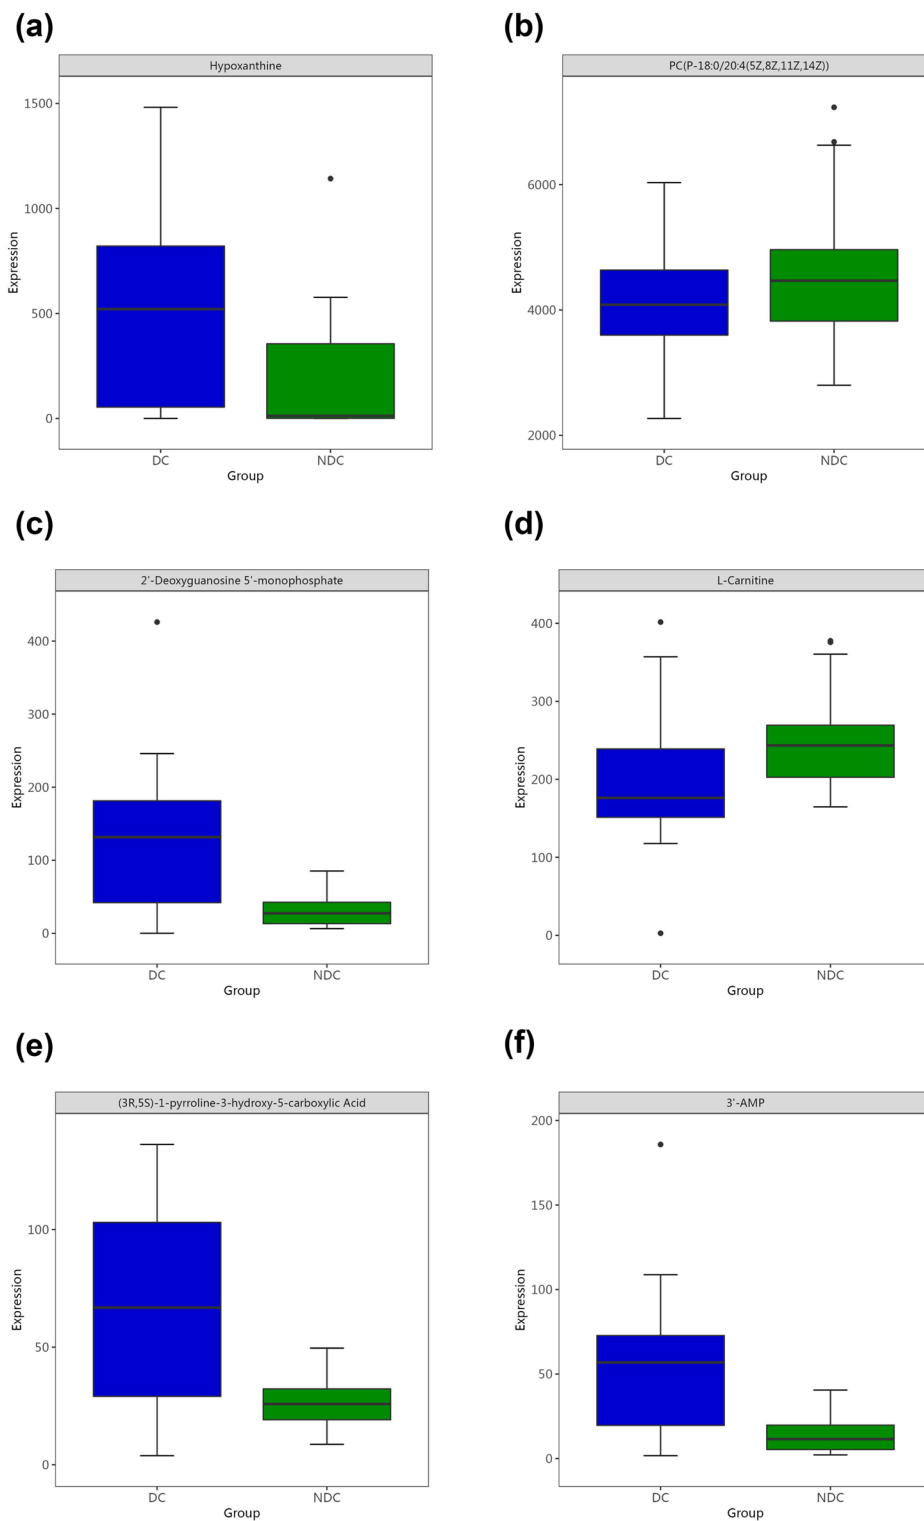 (a)
Hypoxanthine
1500
1000
500
0
Expression
DC NDC
Group
(b)
PC(P-18:0/20:4(5Z,8Z,11Z,14Z))
6000
4000
2000
Expression
DC NDC
Group
(c)
2'-Deoxyguanosine 5'-monophosphate
400
300
200
100
0
Expression
DC NDC
Group
(d)
L-Carnitine
400
300
200
100
0
Expression
DC NDC
Group
(e)
(3R,5S)-1-pyrroline-3-hydroxy-5-carboxylic Acid
100
50
0
Expression
DC NDC
Group
(f)
3'-AMP
200
150
100
50
0
Expression
DC NDC
Group